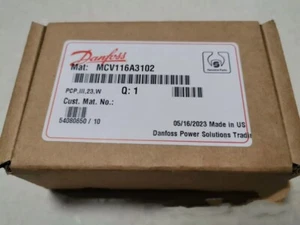 Danfoss
Mat: MCV116A3102
PCP,III,23,W Q: 1
Cust. Mat. No.:
54080650 / 10
05/16/2023 Made in US
Danfoss Power Solutions Trade